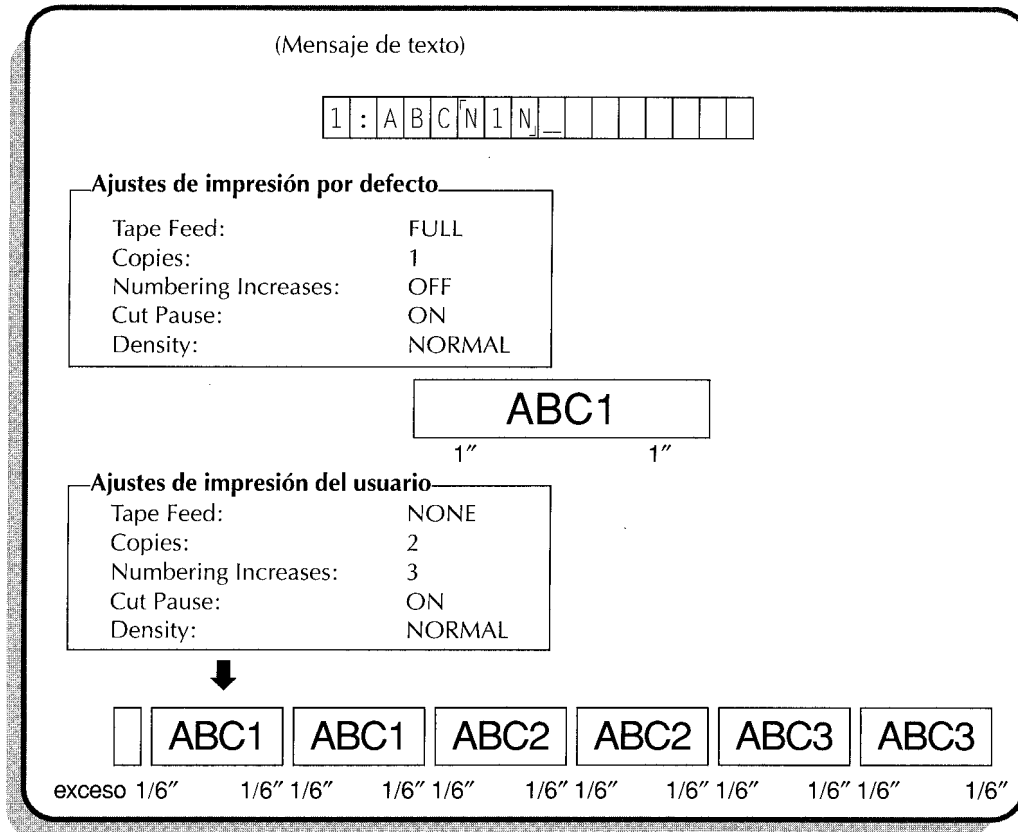 (Mensaje de texto)
1:ABC｢N1N｣_
Ajustes de impresión por defecto
Tape Feed: FULL
Copies: 1
Numbering Increases: OFF
Cut Pause: ON
Density: NORMAL
ABC1
1″ 1″
Ajustes de impresión del usuario
Tape Feed: NONE
Copies: 2
Numbering Increases: 3
Cut Pause: ON
Density: NORMAL
ABC1 ABC1 ABC2 ABC2 ABC3 ABC3
exceso 1/6″ 1/6″ 1/6″ 1/6″ 1/6″ 1/6″ 1/6″ 1/6″ 1/6″ 1/6″ 1/6″ 1/6″